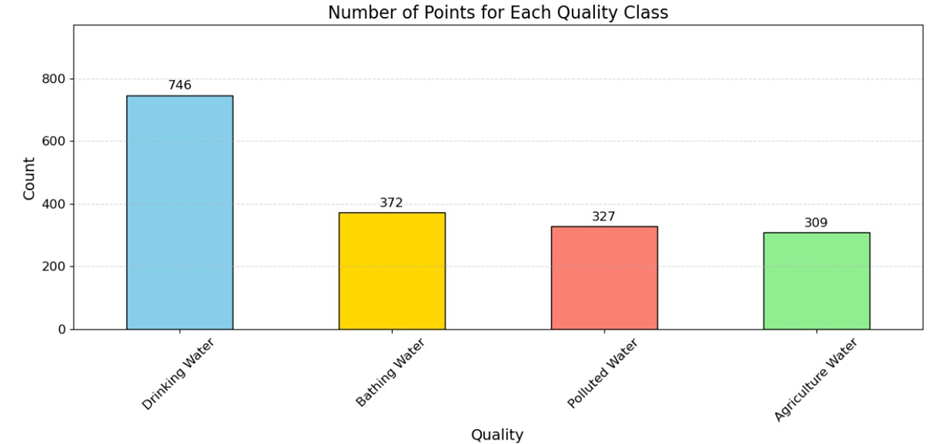 Number of Points for Each Quality Class
Count
800
600
400
200
0
746
372
327
309
Drinking Water
Bathing Water
Polluted Water
Agriculture Water
Quality